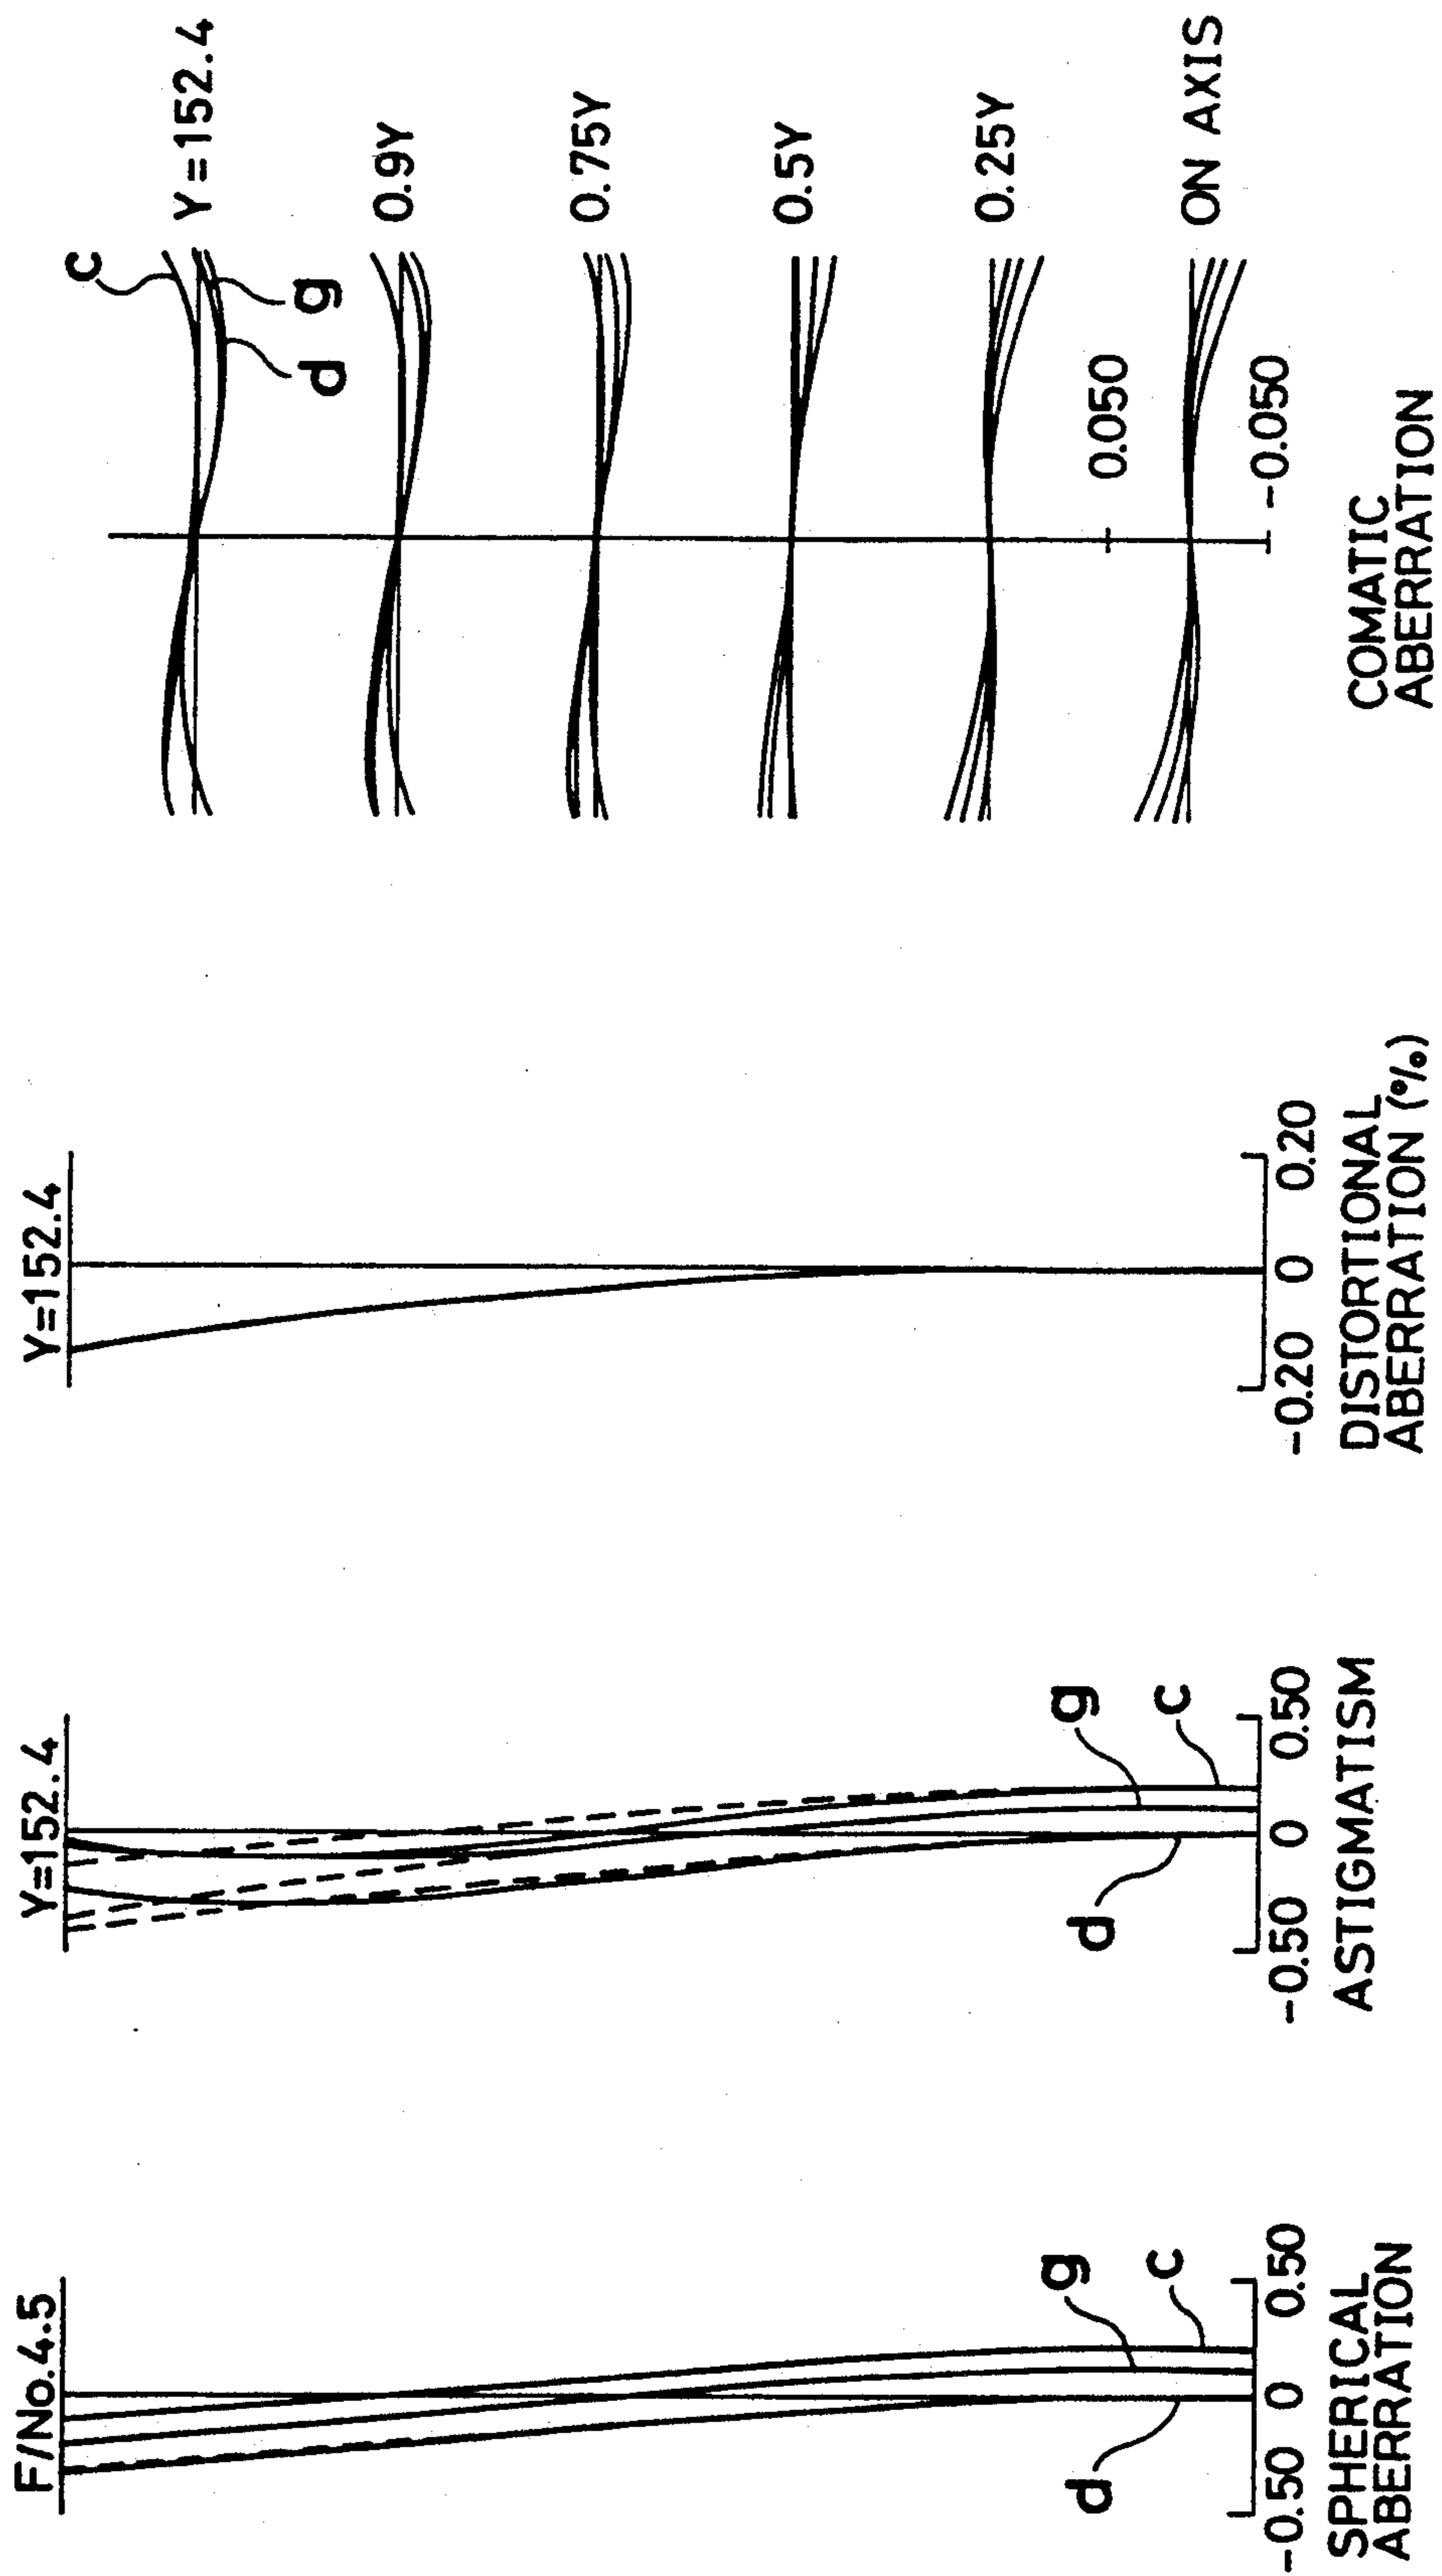 F/No.4.5
g
c
d
-0.50 0 0.50
SPHERICAL
ABERRATION
Y=152.4
g
c
d
-0.50 0 0.50
ASTIGMATISM
Y=152.4
-0.20 0 0.20
DISTORTIONAL
ABERRATION (%)
c
g
d
Y=152.4
0.9Y
0.75Y
0.5Y
0.25Y
0.050
ON AXIS
-0.050
COMATIC
ABERRATION